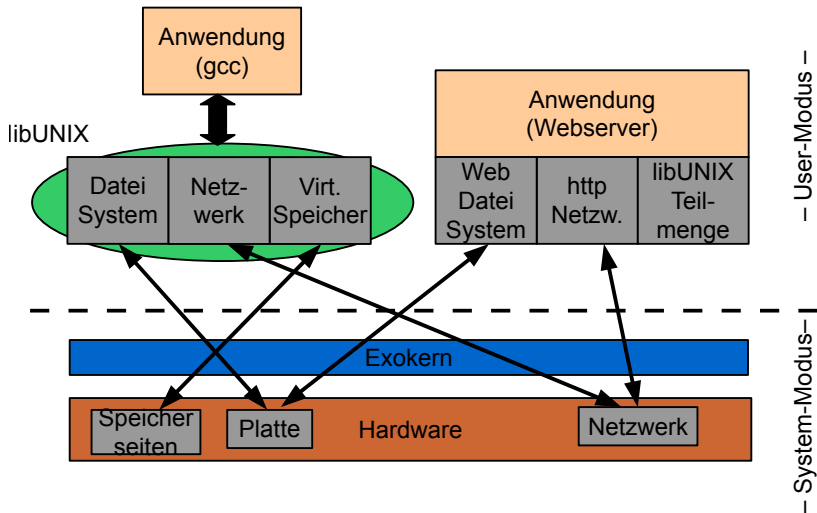 Anwendung
(gcc)
libUNIX
Datei
System
Netz-
werk
Virt.
Speicher
Anwendung
(Webserver)
Web
Datei
System
http
Netzw.
libUNIX
Teil-
menge
– User-Modus –
Exokern
Speicher
seiten
Platte
Hardware
Netzwerk
– System-Modus–